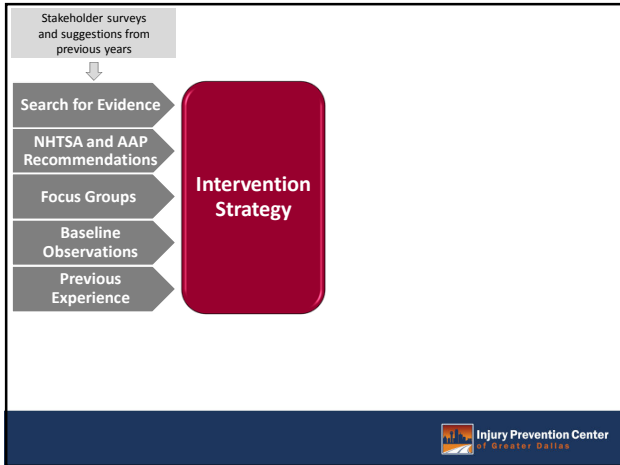 Stakeholder surveys
and suggestions from
previous years
Search for Evidence
NHTSA and AAP
Recommendations
Focus Groups
Baseline
Observations
Previous
Experience
Intervention
Strategy
Injury Prevention Center
of Greater Dallas